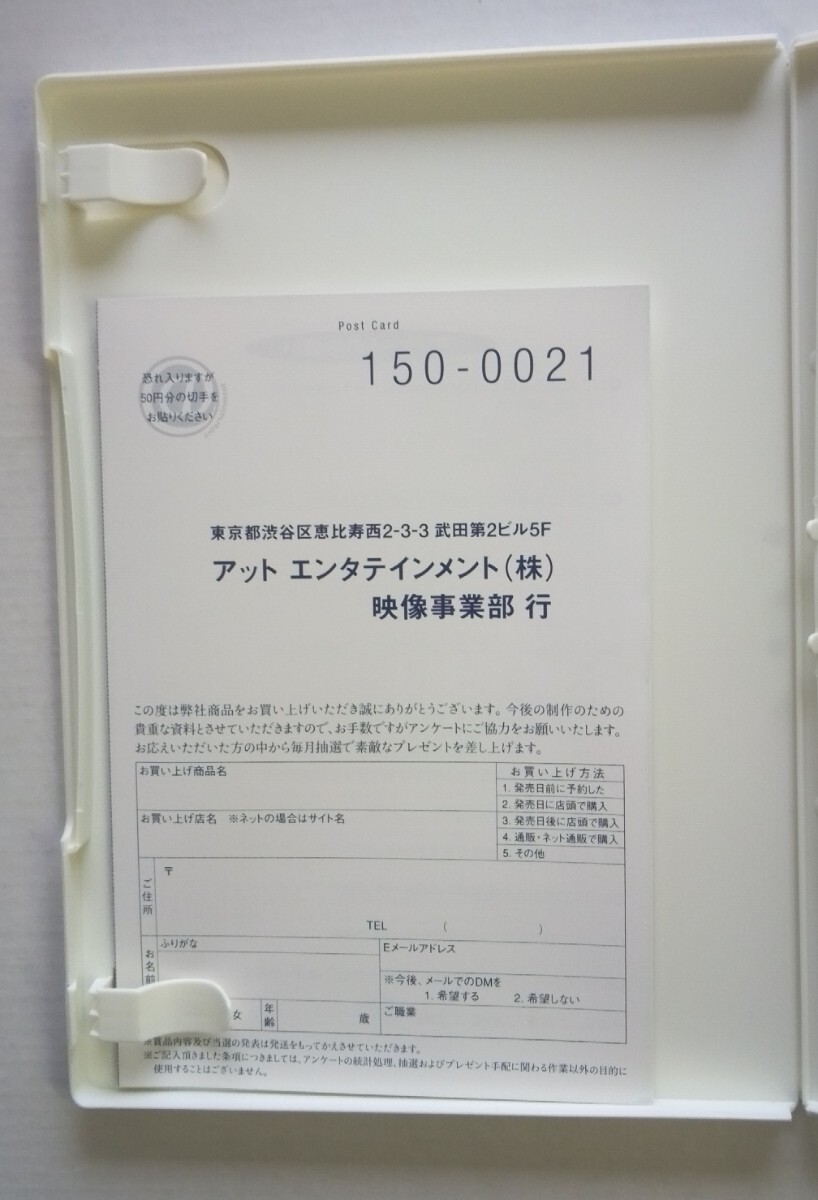 Post Card
150-0021
恐れ入りますが
50円分の切手を
お貼りください
東京都渋谷区恵比寿西2-3-3 武田第2ビル5F
アット エンタテインメント(株)
映像事業部 行
この度は弊社商品をお買い上げいただき誠にありがとうございます。今後の制作のための
貴重な資料とさせていただきますので、お手数ですがアンケートにご協力をお願いいたします。
お応えいただいた方の中から毎月抽選で素敵なプレゼントを差し上げます。
お買い上げ商品名
お買い上げ方法
1. 発売日前に予約した
2. 発売日に店頭で購入
3. 発売日後に店頭で購入
4. 通販・ネット通販で購入
5. その他
お買い上げ店名 ※ネットの場合はサイト名
ご住所
〒
TEL ( )
お名前
ふりがな
Eメールアドレス
※今後、メールでのDMを
1. 希望する 2. 希望しない
女
年齢
歳
ご職業
※賞品内容及び当選の発表は発送をもってかえさせていただきます。
※ご記入頂きました条項につきましては、アンケートの統計処理、抽選およびプレゼント手配に関わる作業以外の目的に
使用することはございません。